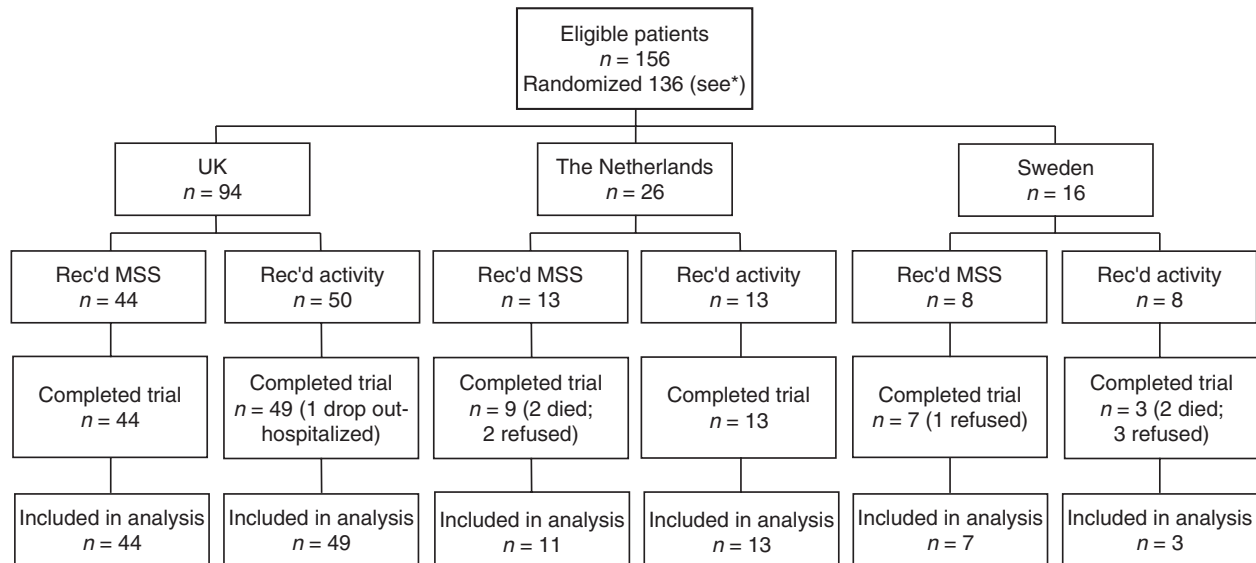 Eligible patients
n = 156
Randomized 136 (see*)
UK
n = 94
The Netherlands
n = 26
Sweden
n = 16
Rec'd MSS
n = 44
Rec'd activity
n = 50
Rec'd MSS
n = 13
Rec'd activity
n = 13
Rec'd MSS
n = 8
Rec'd activity
n = 8
Completed trial
n = 44
Completed trial
n = 49 (1 drop out-
hospitalized)
Completed trial
n = 9 (2 died;
2 refused)
Completed trial
n = 13
Completed trial
n = 7 (1 refused)
Completed trial
n = 3 (2 died;
3 refused)
Included in analysis
n = 44
Included in analysis
n = 49
Included in analysis
n = 11
Included in analysis
n = 13
Included in analysis
n = 7
Included in analysis
n = 3